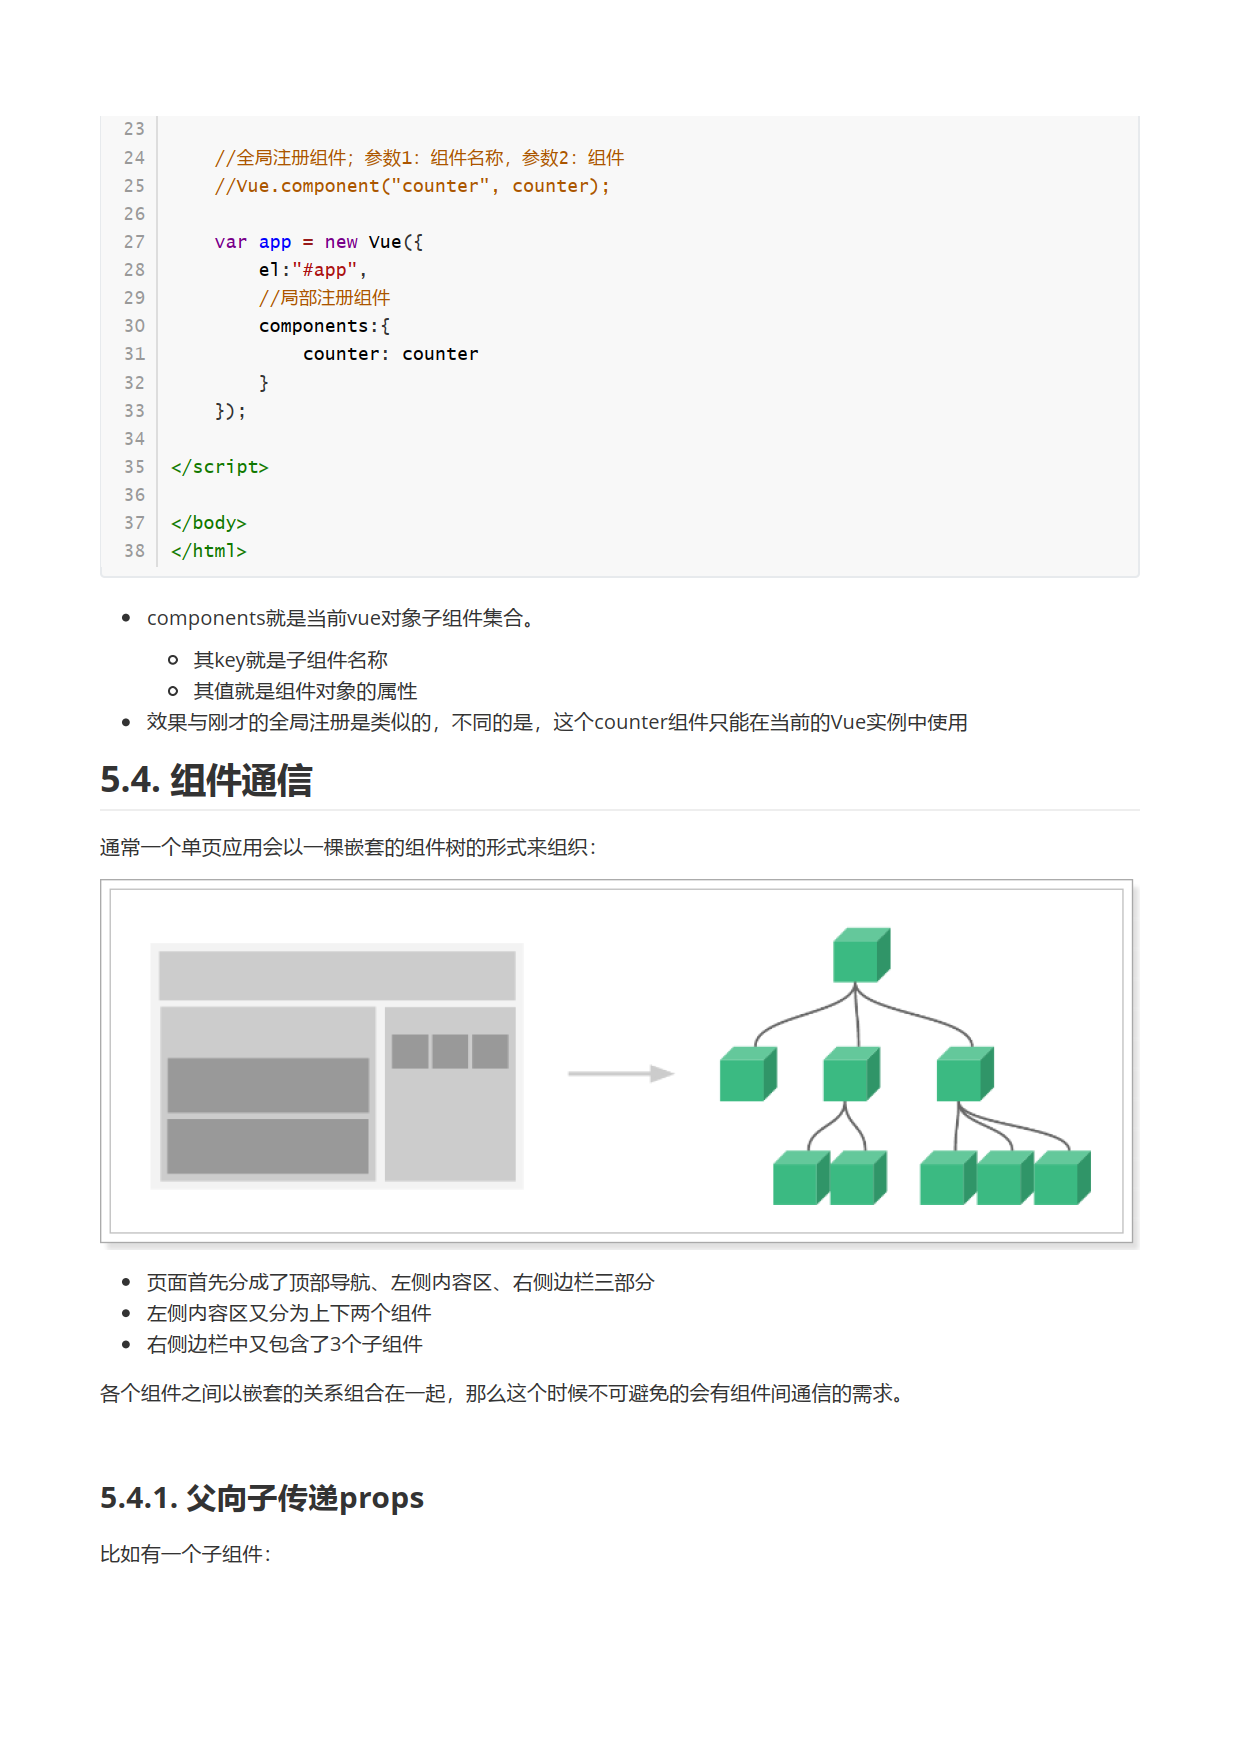 23
24 //全局注册组件；参数1：组件名称，参数2：组件
25 //Vue.component("counter", counter);
26
27 var app = new Vue({
28 el:"#app",
29 //局部注册组件
30 components:{
31 counter: counter
32 }
33 });
34
35 </script>
36
37 </body>
38 </html>
components就是当前vue对象子组件集合。
其key就是子组件名称
其值就是组件对象的属性
效果与刚才的全局注册是类似的，不同的是，这个counter组件只能在当前的Vue实例中使用
5.4. 组件通信
通常一个单页应用会以一棵嵌套的组件树的形式来组织：
页面首先分成了顶部导航、左侧内容区、右侧边栏三部分
左侧内容区又分为上下两个组件
右侧边栏中又包含了3个子组件
各个组件之间以嵌套的关系组合在一起，那么这个时候不可避免的会有组件间通信的需求。
5.4.1. 父向子传递props
比如有一个子组件：